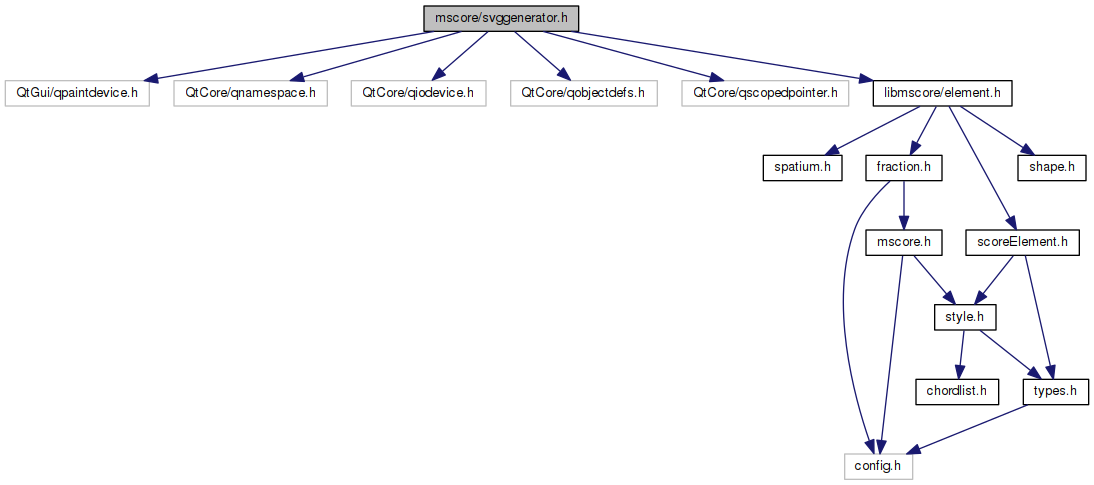 mscore/svggenerator.h
QtGui/qpaintdevice.h
QtCore/qnamespace.h
QtCore/qiodevice.h
QtCore/qobjectdefs.h
QtCore/qscopedpointer.h
libmscore/element.h
spatium.h
fraction.h
shape.h
mscore.h
scoreElement.h
style.h
chordlist.h
types.h
config.h